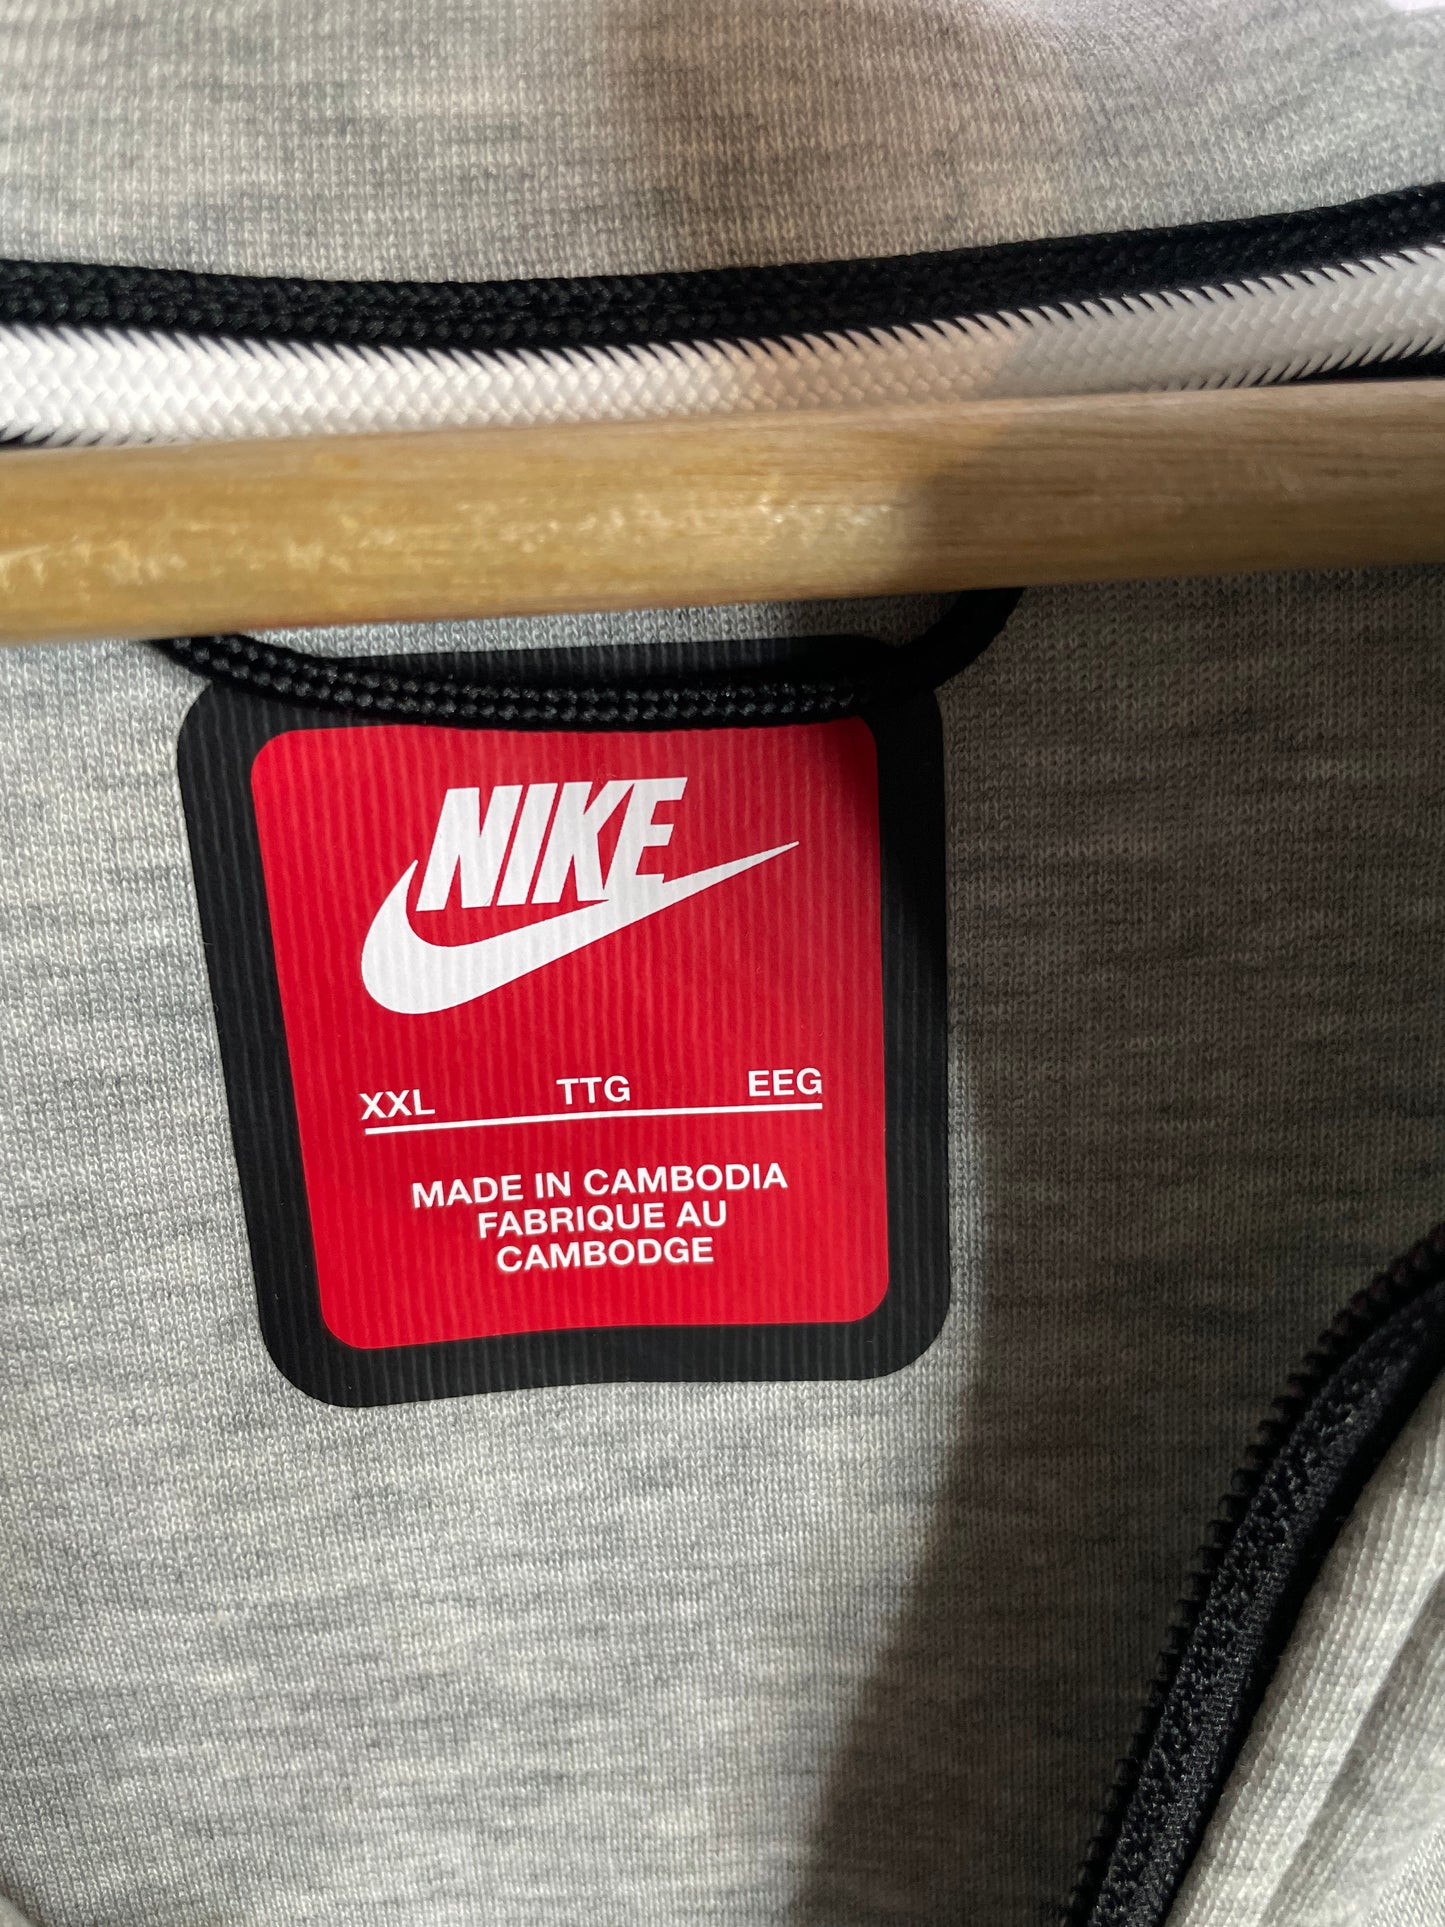 NIKE
XXL TTG EEG
MADE IN CAMBODIA
FABRIQUE AU
CAMBODGE